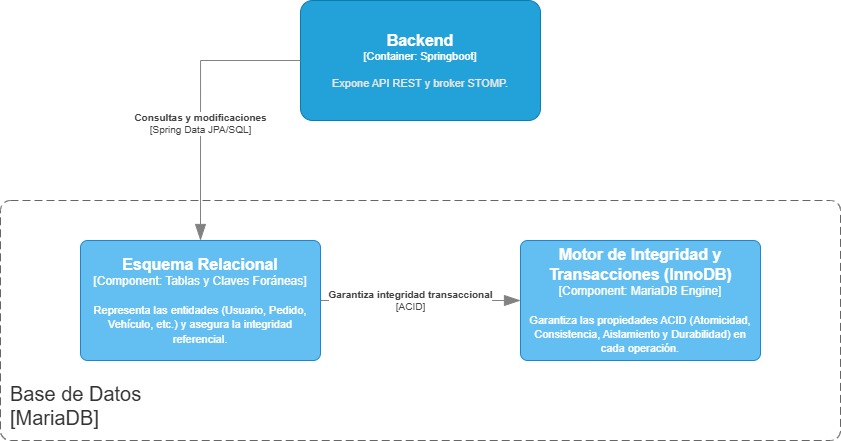 Backend
[Container: Springboot]
Expone API REST y broker STOMP.
Consultas y modificaciones
[Spring Data JPA/SQL]
Esquema Relacional
[Component: Tablas y Claves Foráneas]
Representa las entidades (Usuario, Pedido,
Vehículo, etc.) y asegura la integridad
referencial.
Garantiza integridad transaccional
[ACID]
Motor de Integridad y
Transacciones (InnoDB)
[Component: MariaDB Engine]
Garantiza las propiedades ACID (Atomicidad,
Consistencia, Aislamiento y Durabilidad) en
cada operación.
Base de Datos
[MariaDB]